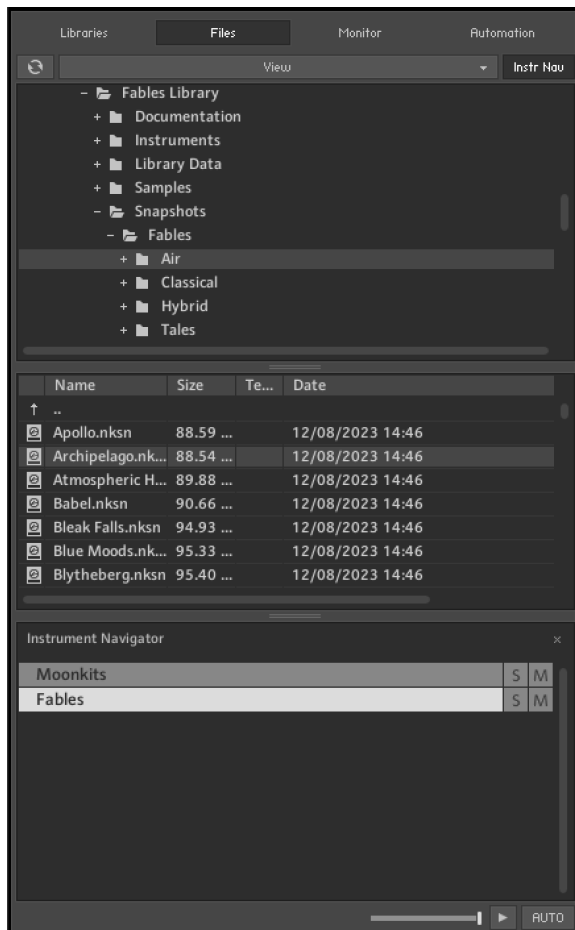 Libraries Files Monitor Automation
View Instr Nav
- Fables Library
+ Documentation
+ Instruments
+ Library Data
+ Samples
- Snapshots
- Fables
+ Air
+ Classical
+ Hybrid
+ Tales
Name Size Te... Date
↑ ..
Apollo.nksn 88.59 ... 12/08/2023 14:46
Archipelago.nk... 88.54 ... 12/08/2023 14:46
Atmospheric H... 89.88 ... 12/08/2023 14:46
Babel.nksn 90.66 ... 12/08/2023 14:46
Bleak Falls.nksn 94.93 ... 12/08/2023 14:46
Blue Moods.nk... 95.33 ... 12/08/2023 14:46
Blytheberg.nksn 95.40 ... 12/08/2023 14:46
Instrument Navigator ×
Moonkits S M
Fables S M
AUTO